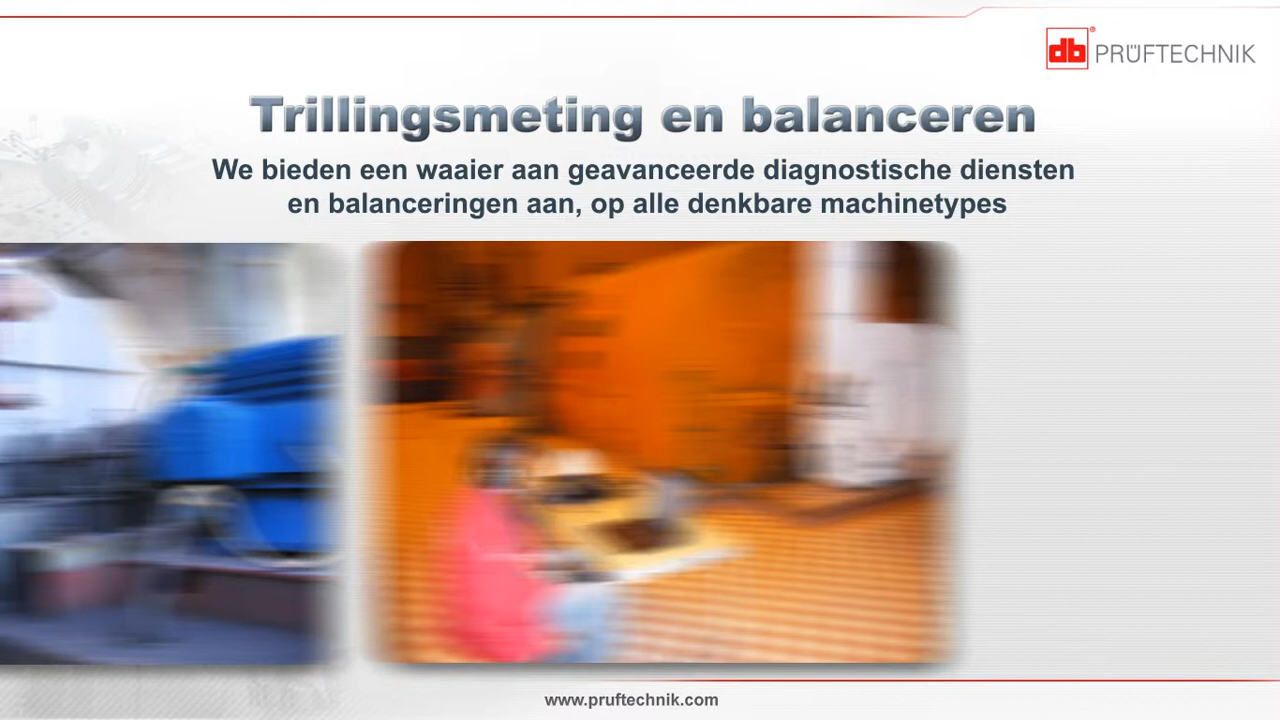 db® PRÜFTECHNIK
Trillingsmeting en balanceren
We bieden een waaier aan geavanceerde diagnostische diensten
en balanceringen aan, op alle denkbare machinetypes
www.pruftechnik.com